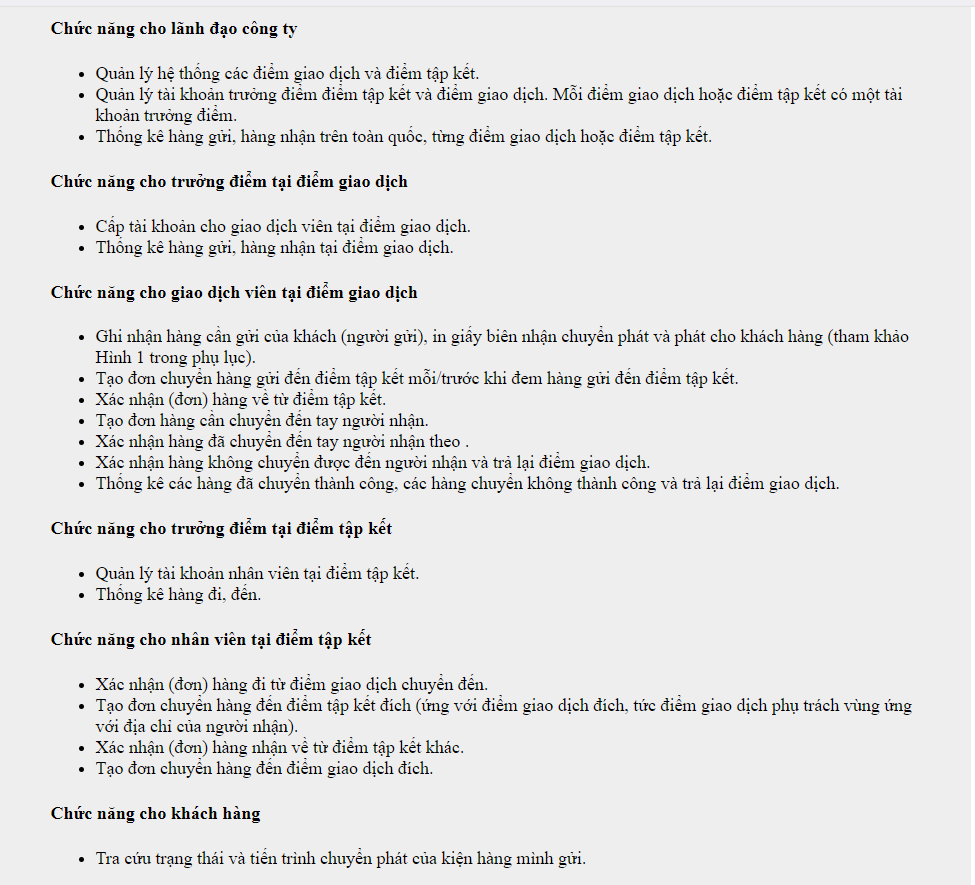 Chức năng cho lãnh đạo công ty
• Quản lý hệ thống các điểm giao dịch và điểm tập kết.
• Quản lý tài khoản trưởng điểm điểm tập kết và điểm giao dịch. Mỗi điểm giao dịch hoặc điểm tập kết có một tài
khoản trưởng điểm.
• Thống kê hàng gửi, hàng nhận trên toàn quốc, từng điểm giao dịch hoặc điểm tập kết.
Chức năng cho trưởng điểm tại điểm giao dịch
• Cấp tài khoản cho giao dịch viên tại điểm giao dịch.
• Thống kê hàng gửi, hàng nhận tại điểm giao dịch.
Chức năng cho giao dịch viên tại điểm giao dịch
• Ghi nhận hàng cần gửi của khách (người gửi), in giấy biên nhận chuyển phát và phát cho khách hàng (tham khảo
Hình 1 trong phụ lục).
• Tạo đơn chuyển hàng gửi đến điểm tập kết mỗi/trước khi đem hàng gửi đến điểm tập kết.
• Xác nhận (đơn) hàng về từ điểm tập kết.
• Tạo đơn hàng cần chuyển đến tay người nhận.
• Xác nhận hàng đã chuyển đến tay người nhận theo .
• Xác nhận hàng không chuyển được đến người nhận và trả lại điểm giao dịch.
• Thống kê các hàng đã chuyển thành công, các hàng chuyển không thành công và trả lại điểm giao dịch.
Chức năng cho trưởng điểm tại điểm tập kết
• Quản lý tài khoản nhân viên tại điểm tập kết.
• Thống kê hàng đi, đến.
Chức năng cho nhân viên tại điểm tập kết
• Xác nhận (đơn) hàng đi từ điểm giao dịch chuyển đến.
• Tạo đơn chuyển hàng đến điểm tập kết đích (ứng với điểm giao dịch đích, tức điểm giao dịch phụ trách vùng ứng
với địa chỉ của người nhận).
• Xác nhận (đơn) hàng nhận về từ điểm tập kết khác.
• Tạo đơn chuyển hàng đến điểm giao dịch đích.
Chức năng cho khách hàng
• Tra cứu trạng thái và tiến trình chuyển phát của kiện hàng mình gửi.